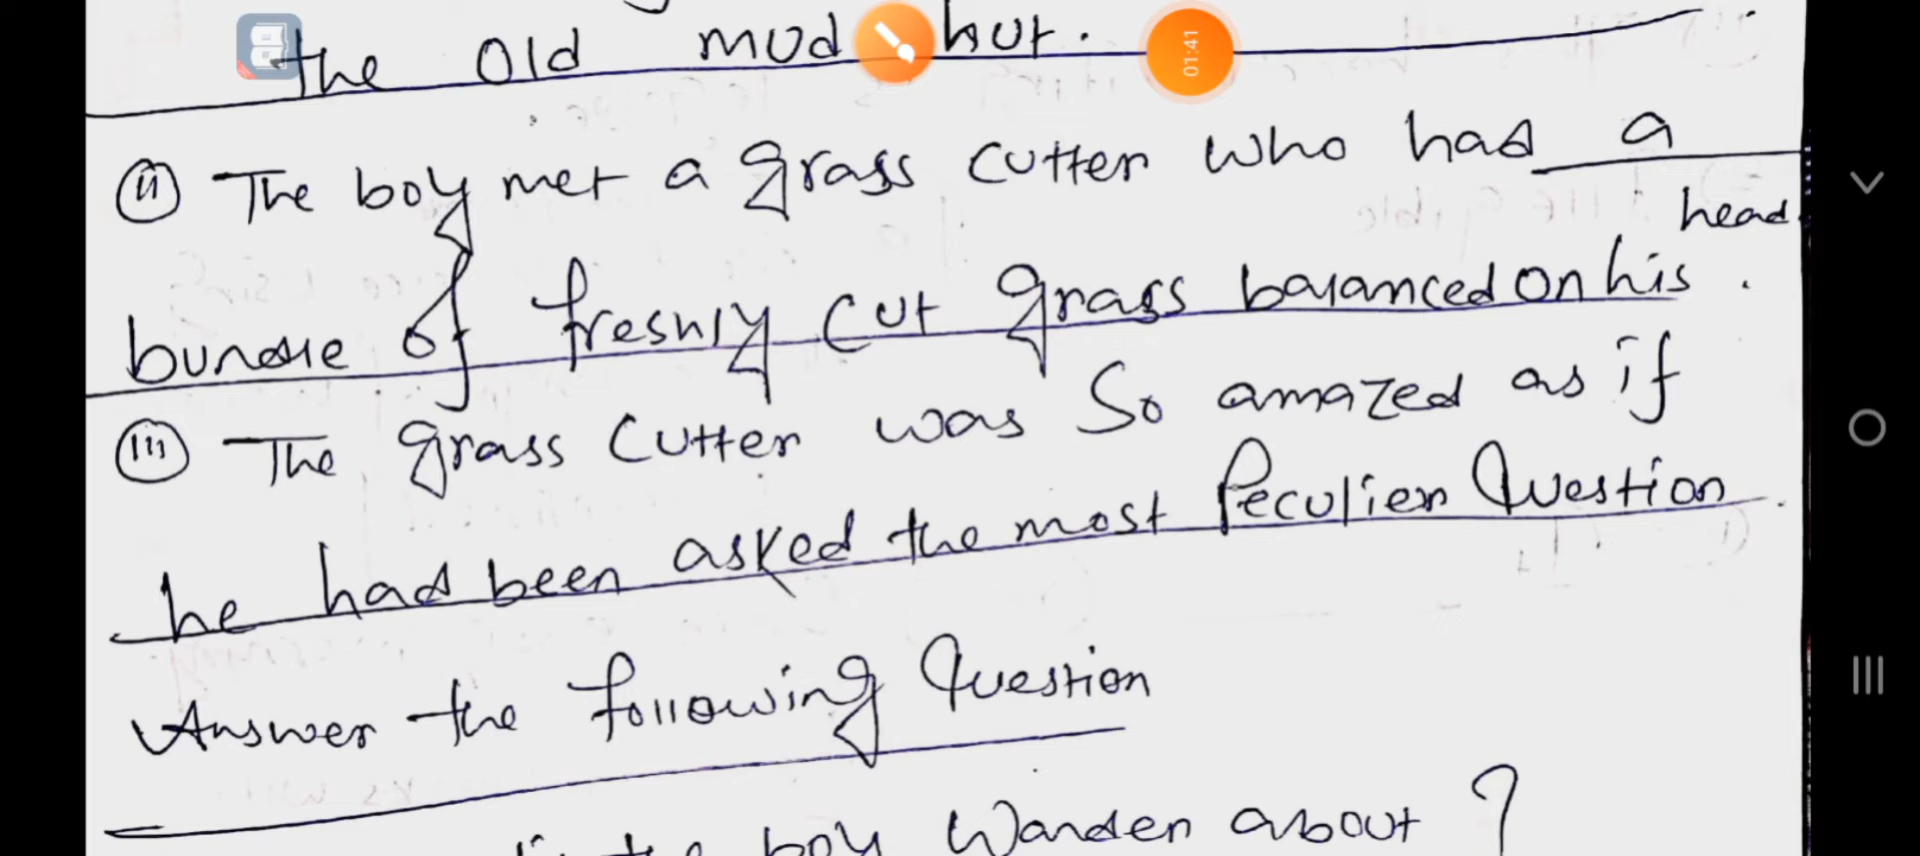 the old mud hut.
01:41
(ii) The boy met a grass cutter who had a
bundle of freshly cut grass balanced on his head.
(iii) The grass cutter was so amazed as if
he had been asked the most Peculier Question.
Answer the following Question
the boy Wander about ?